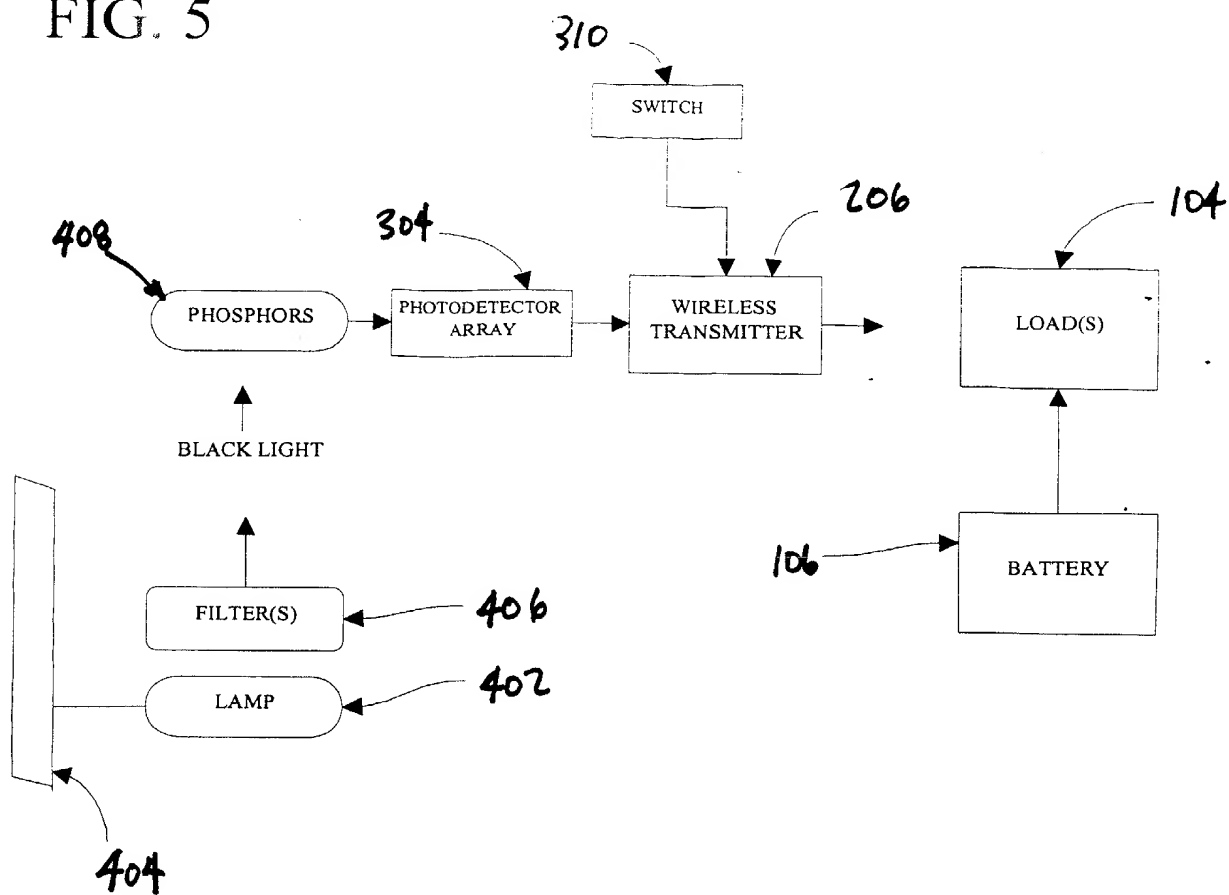 FIG. 5
310
SWITCH
408
304
206
104
PHOSPHORS
PHOTODETECTOR
ARRAY
WIRELESS
TRANSMITTER
LOAD(S)
BLACK LIGHT
106
BATTERY
FILTER(S)
406
LAMP
402
404